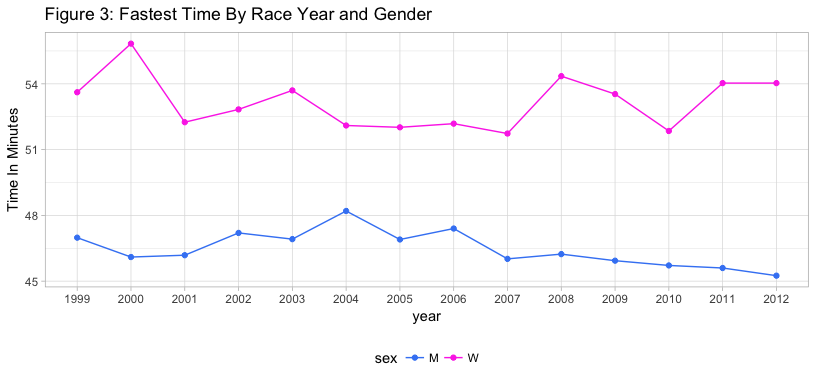 Figure 3: Fastest Time By Race Year and Gender
Time In Minutes
54
51
48
45
1999 2000 2001 2002 2003 2004 2005 2006 2007 2008 2009 2010 2011 2012
year
sex M W